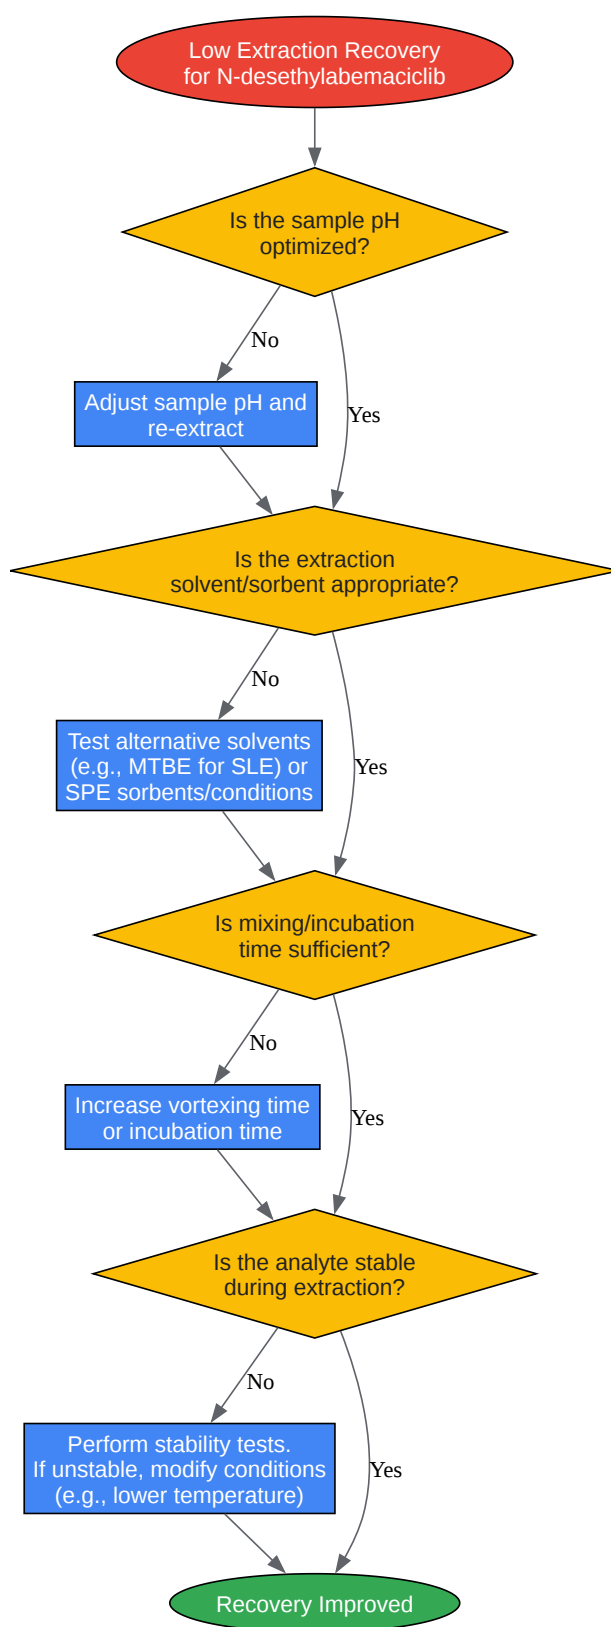 Low Extraction Recovery
for N-desethylabemaciclib
Is the sample pH
optimized?
No
Adjust sample pH and
re-extract
Yes
Is the extraction
solvent/sorbent appropriate?
No
Test alternative solvents
(e.g., MTBE for SLE) or
SPE sorbents/conditions
Yes
Is mixing/incubation
time sufficient?
No
Increase vortexing time
or incubation time
Yes
Is the analyte stable
during extraction?
No
Perform stability tests.
If unstable, modify conditions
(e.g., lower temperature)
Yes
Recovery Improved